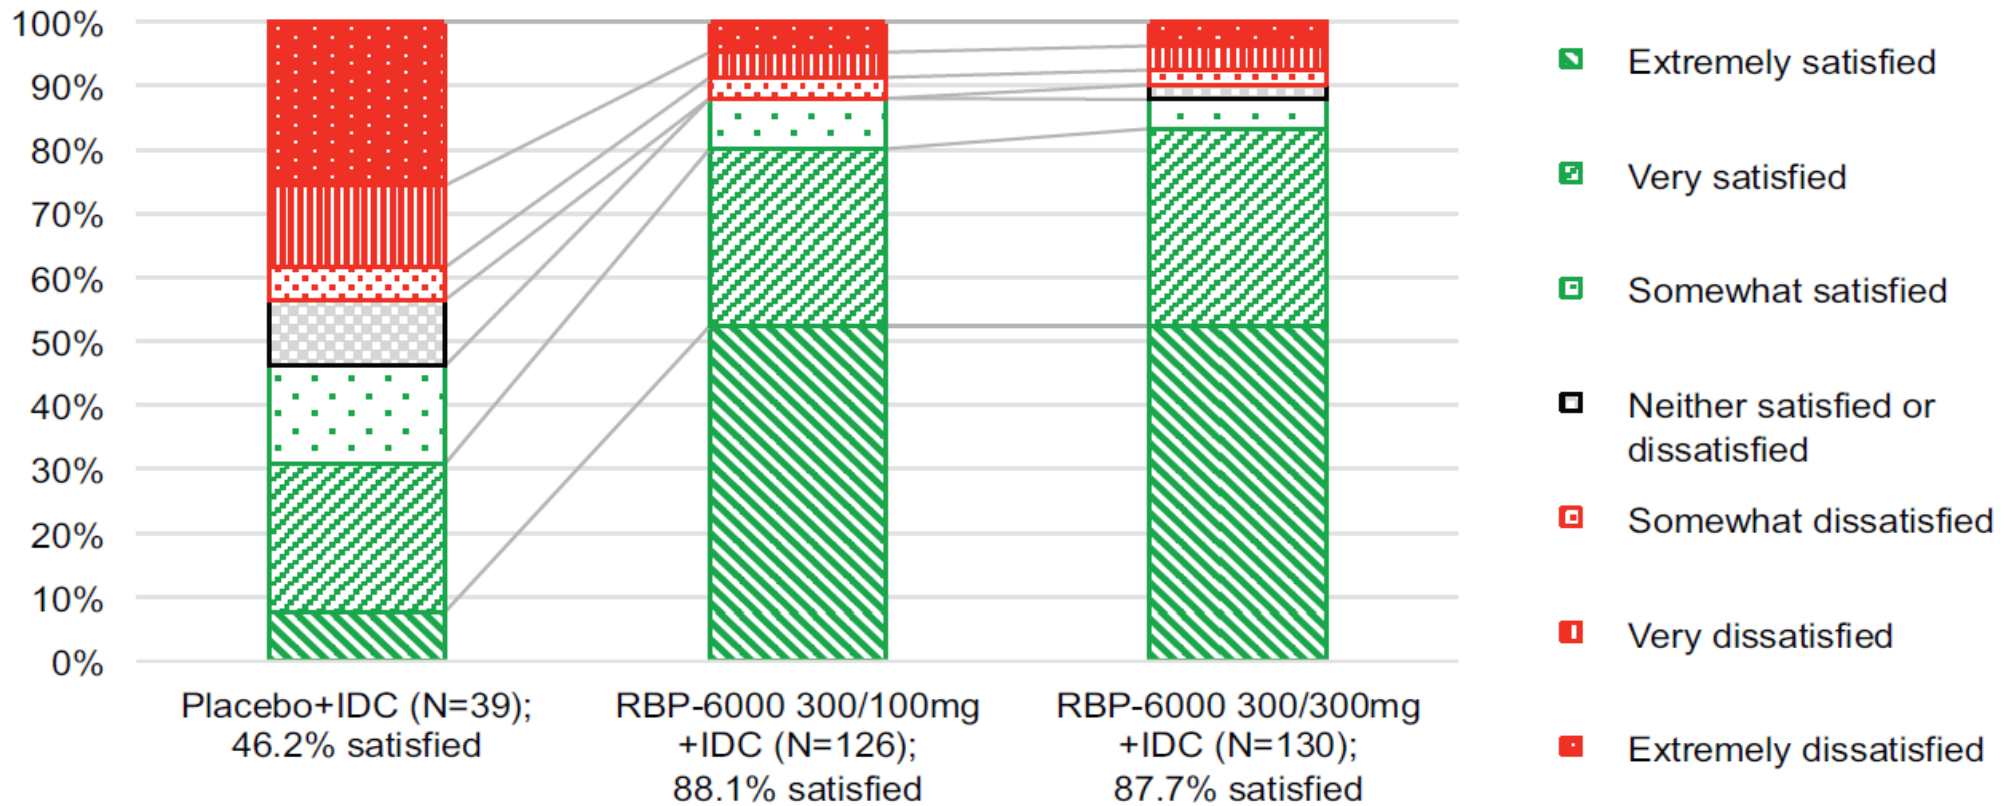 100%
90%
80%
70%
60%
50%
40%
30%
20%
10%
0%
Placebo+IDC (N=39);
46.2% satisfied
RBP-6000 300/100mg
+IDC (N=126);
88.1% satisfied
RBP-6000 300/300mg
+IDC (N=130);
87.7% satisfied
Extremely satisfied
Very satisfied
Somewhat satisfied
Neither satisfied or
dissatisfied
Somewhat dissatisfied
Very dissatisfied
Extremely dissatisfied